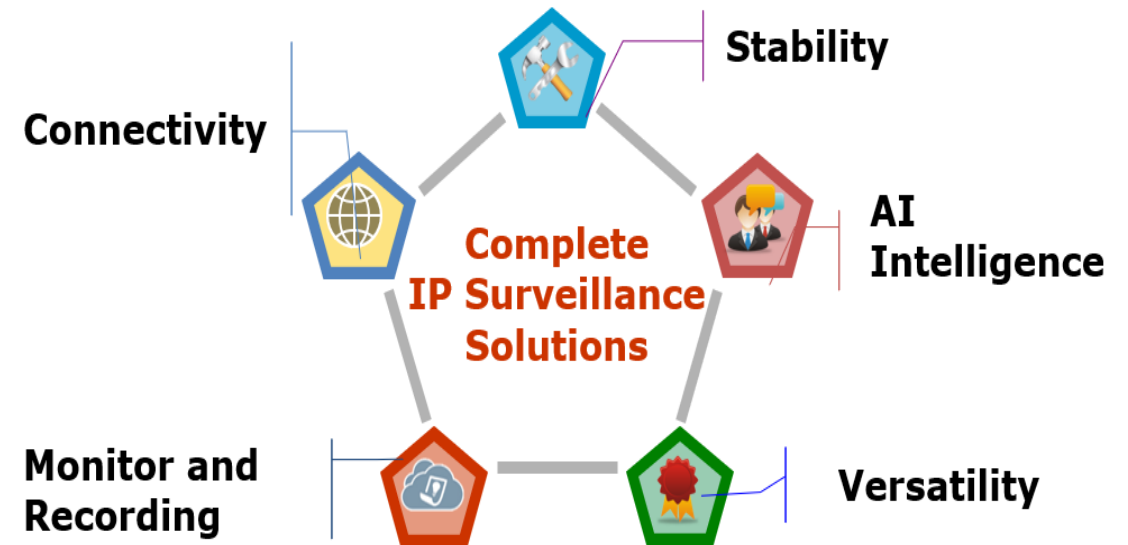 Stability
Connectivity
AI
Intelligence
Complete
IP Surveillance
Solutions
Monitor and
Recording
Versatility